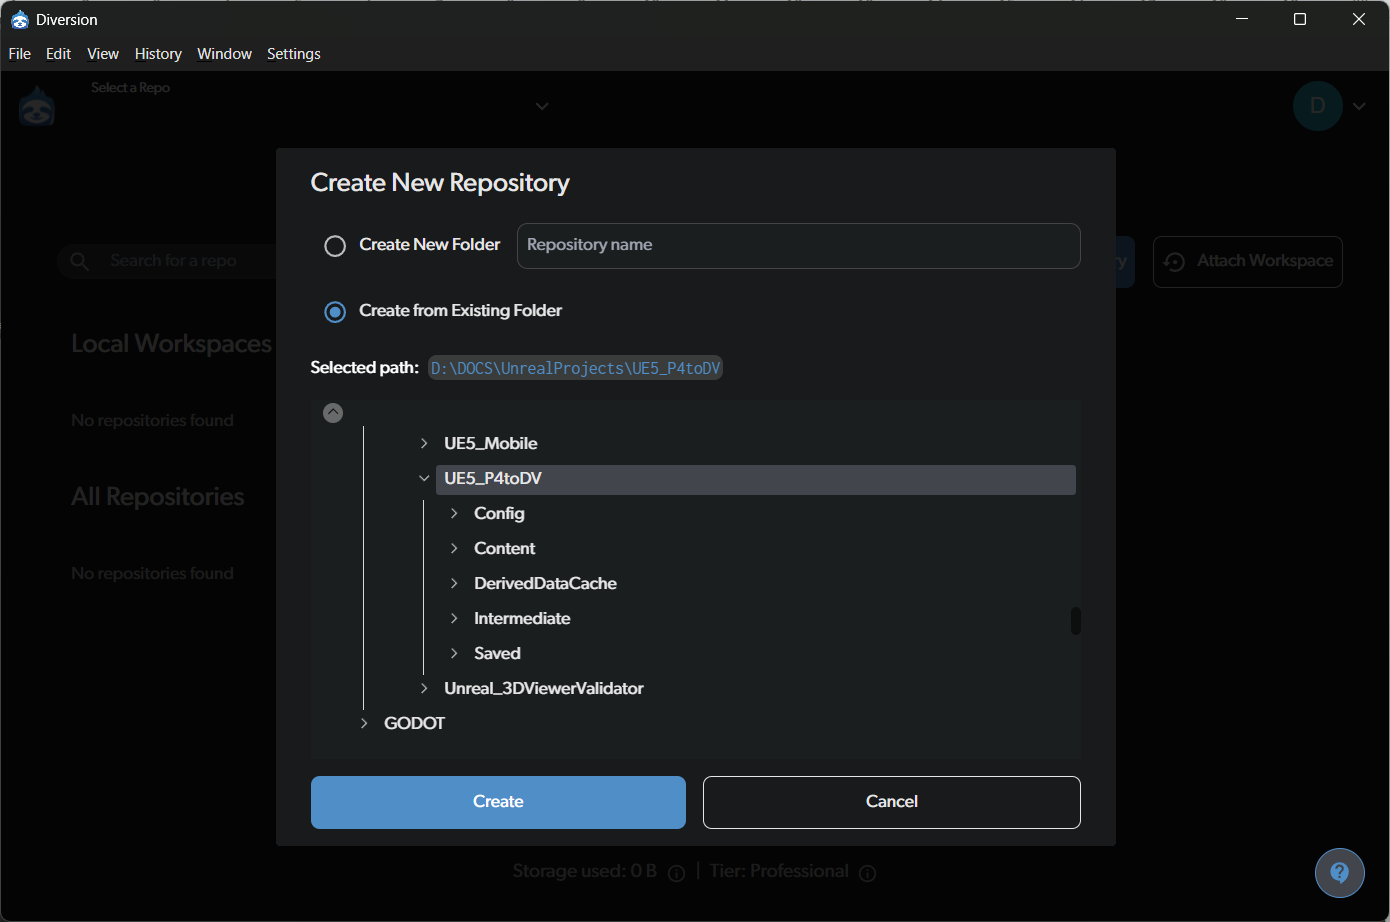 Diversion
File Edit View History Window Settings
Select a Repo
D
Create New Repository
Create New Folder Repository name
Search for a repo
y
Attach Workspace
Create from Existing Folder
Local Workspaces
Selected path: D:\DOCS\UnrealProjects\UE5_P4toDV
No repositories found
UE5_Mobile
UE5_P4toDV
All Repositories
Config
Content
No repositories found
DerivedDataCache
Intermediate
Saved
Unreal_3DViewerValidator
GODOT
Create Cancel
Storage used: 0 B | Tier: Professional